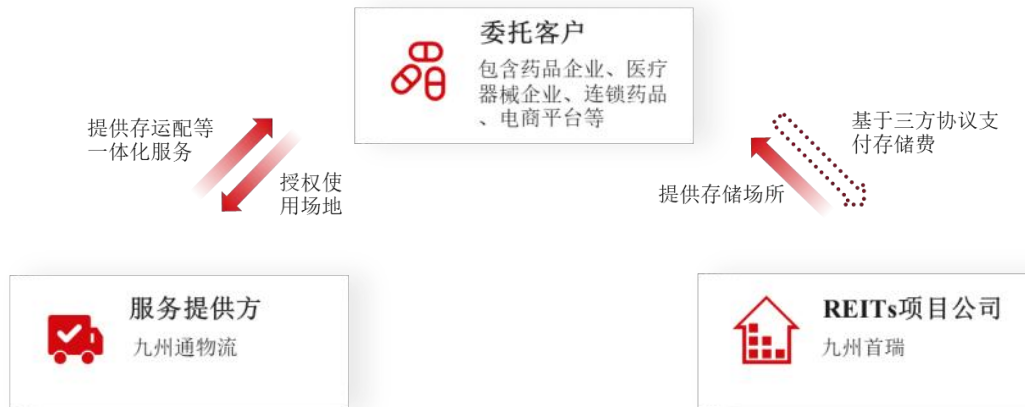 委托客户
包含药品企业、医疗
器械企业、连锁药品
、电商平台等
提供存运配等
一体化服务
授权使
用场地
基于三方协议支
付存储费
提供存储场所
服务提供方
九州通物流
REITs项目公司
九州首瑞